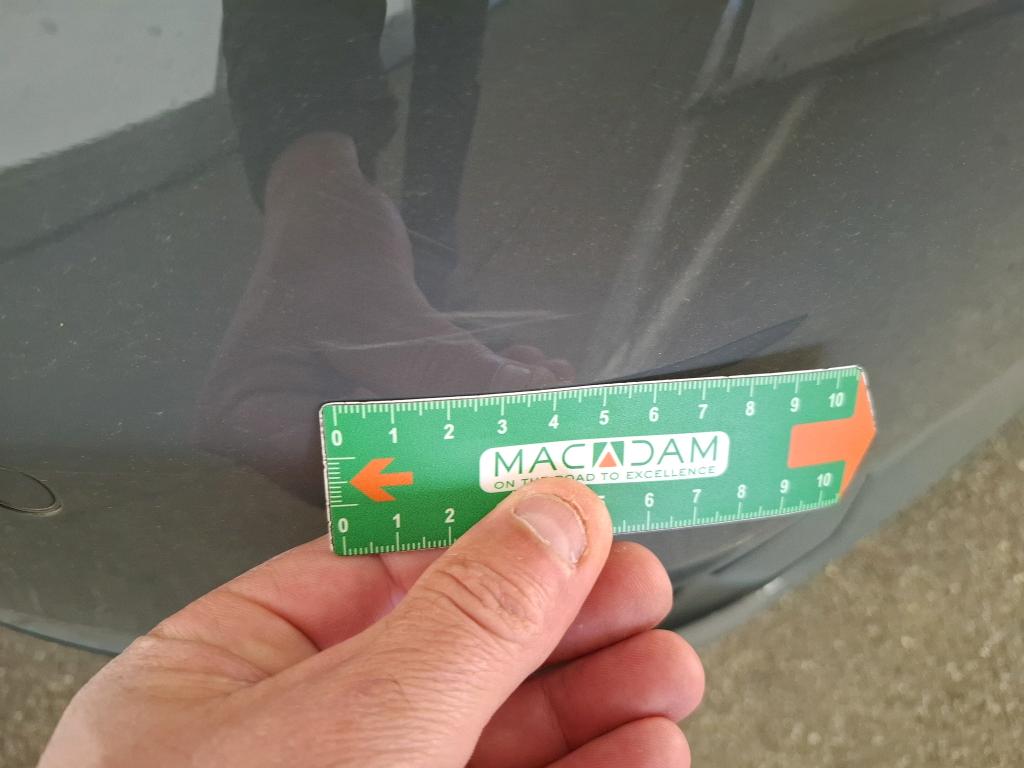 0 1 2 3 4 5 6 7 8 9 10
MACADAM
ON THE ROAD TO EXCELLENCE
0 1 2 6 7 8 9 10